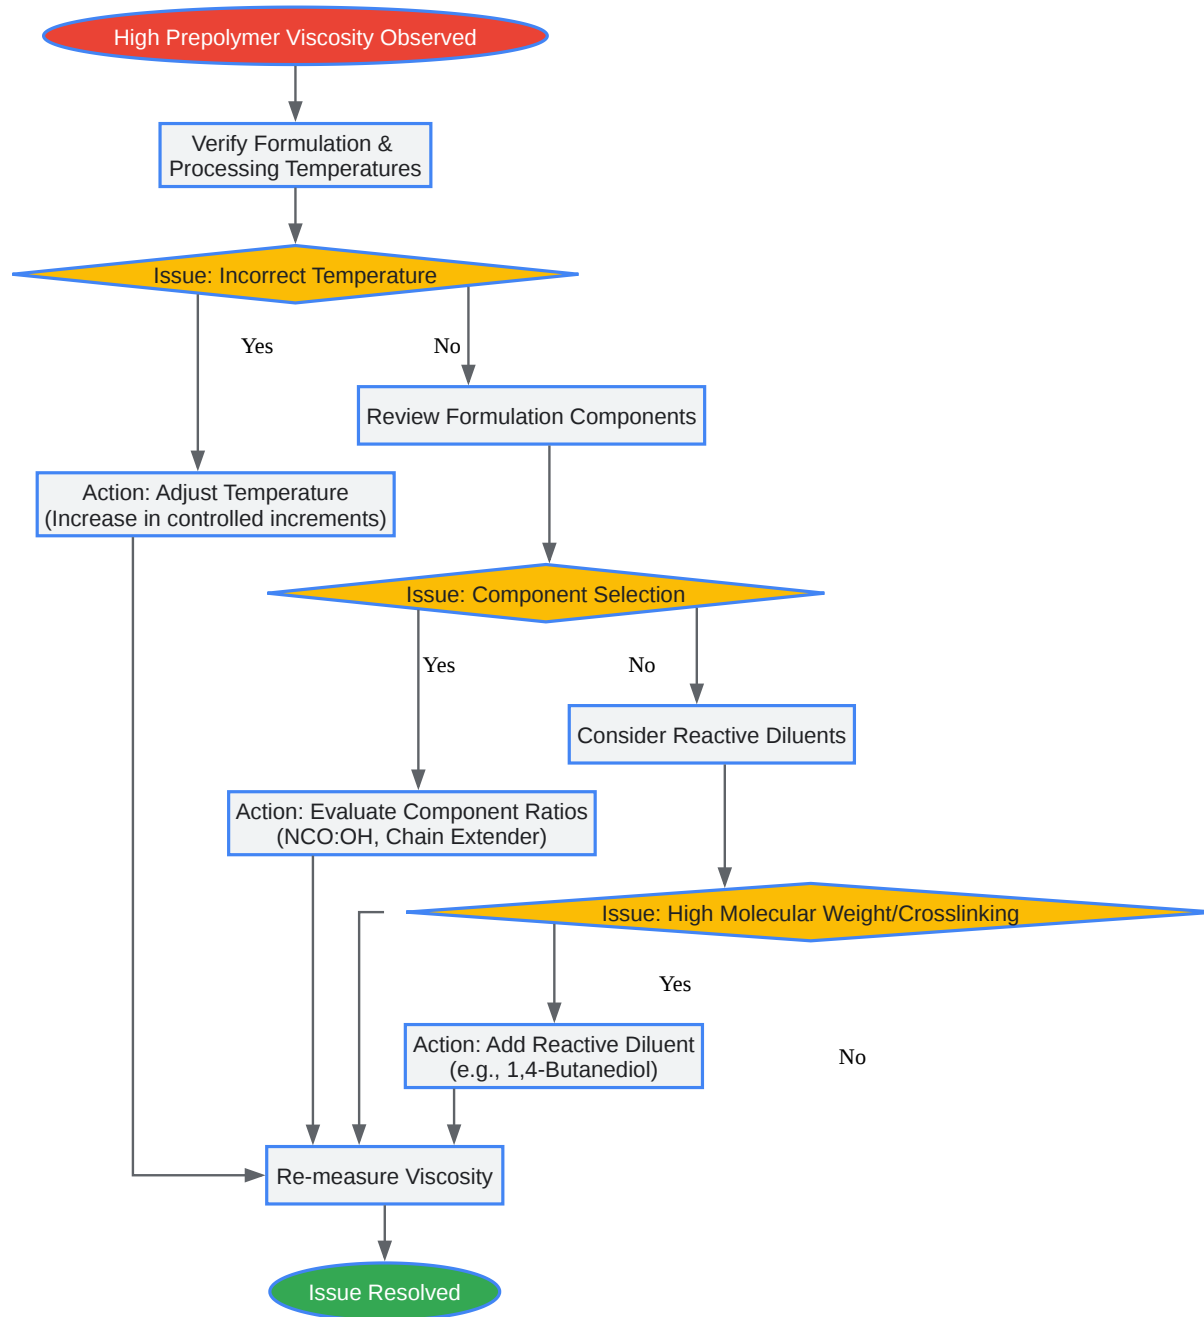 High Prepolymer Viscosity Observed
Verify Formulation &
Processing Temperatures
Issue: Incorrect Temperature
Yes
No
Review Formulation Components
Action: Adjust Temperature
(Increase in controlled increments)
Issue: Component Selection
Yes
No
Consider Reactive Diluents
Action: Evaluate Component Ratios
(NCO:OH, Chain Extender)
Issue: High Molecular Weight/Crosslinking
Yes
Action: Add Reactive Diluent
(e.g., 1,4-Butanediol)
No
Re-measure Viscosity
Issue Resolved